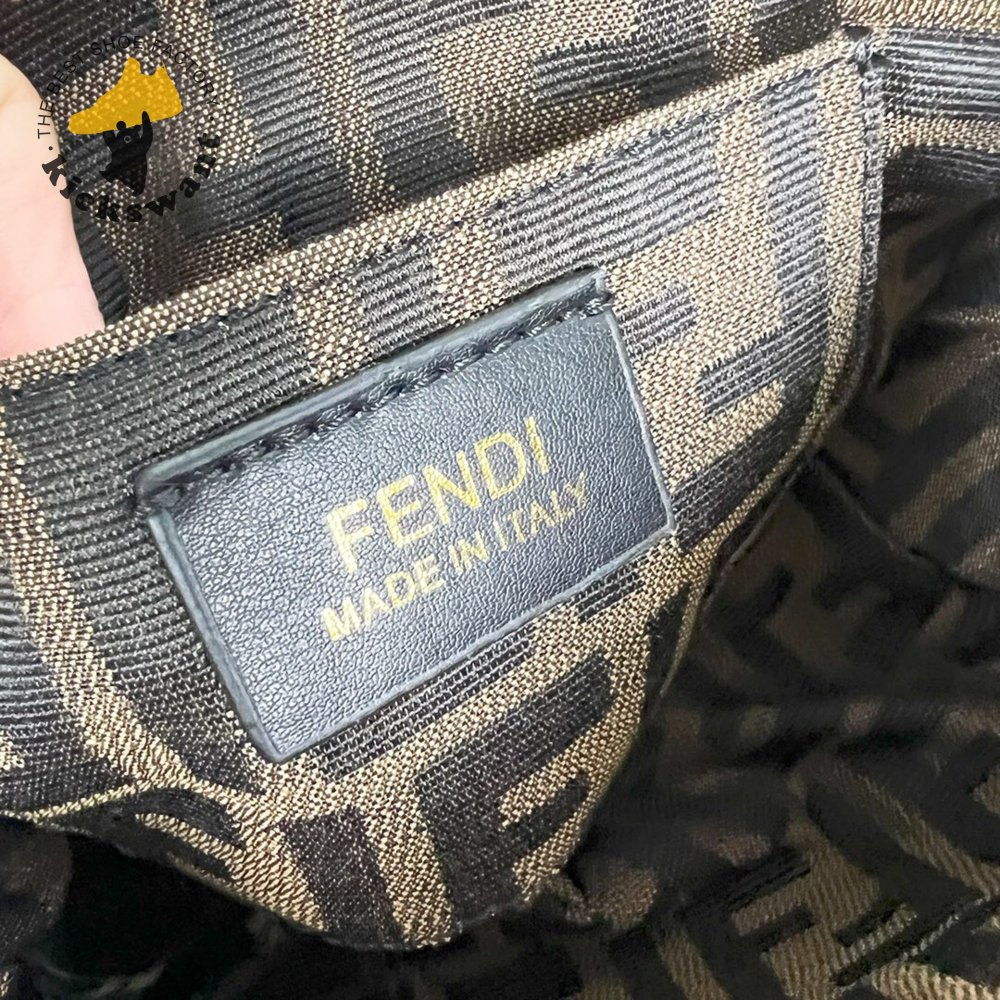 THE BEST SHOE FACTORY
kickswant
FENDI
MADE IN ITALY